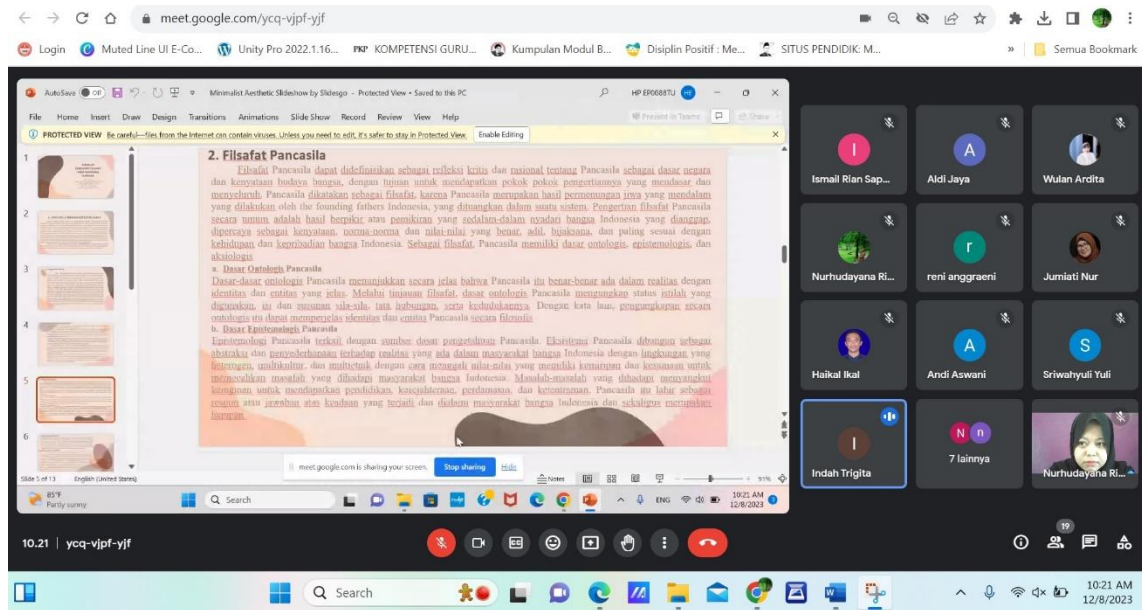 meet.google.com/ycq-vjpf-yjf
Login Muted Line UI E-Co... Unity Pro 2022.1.16... PKP KOMPETENSI GURU... Kumpulan Modul B... Disiplin Positif : Me... SITUS PENDIDIK: M... » Semua Bookmark
AutoSave Off Minimalist Aesthetic Slideshow by Slidesgo - Protected View • Saved to this PC HP EP0088TU HE
File Home Insert Draw Design Transitions Animations Slide Show Record Review View Help Present in Teams Share
PROTECTED VIEW Be careful—files from the Internet can contain viruses. Unless you need to edit, it's safer to stay in Protected View. Enable Editing
1
2
3
4
5
6
2. Filsafat Pancasila
Filsafat Pancasila dapat didefinisikan sebagai refleksi kritis dan rasional tentang Pancasila sebagai dasar negara
dan kenyataan budaya bangsa, dengan tujuan untuk mendapatkan pokok pokok pengertiannya yang mendasar dan
menyeluruh. Pancasila dikatakan sebagai filsafat, karena Pancasila merupakan hasil permenungan jiwa yang mendalam
yang dilakukan oleh the founding fathers Indonesia, yang dituangkan dalam suatu sistem. Pengertian filsafat Pancasila
secara umum adalah hasil berpikir atau pemikiran yang sedalam-dalam nyadari bangsa Indonesia yang dianggap,
dipercaya sebagai kenyataan, norma-norma dan nilai-nilai yang benar, adil, bijaksana, dan paling sesuai dengan
kehidupan dan kepribadian bangsa Indonesia. Sebagai filsafat, Pancasila memiliki dasar ontologis, epistemologis, dan
aksiologis
a. Dasar Ontologis Pancasila
Dasar-dasar ontologis Pancasila menunjukkan secara jelas bahwa Pancasila itu benar-benar ada dalam realitas dengan
identitas dan entitas yang jelas. Melalui tinjauan filsafat, dasar ontologis Pancasila mengungkap status istilah yang
digunakan, isi dan susunan sila-sila, tata hubungan, serta kedudukannya. Dengan kata lain, pengungkapan secara
ontologis itu dapat memperjelas identitas dan entitas Pancasila secara filosofis
b. Dasar Epistemologis Pancasila
Epistemologi Pancasila terkait dengan sumber dasar pengetahuan Pancasila. Eksistensi Pancasila dibangun sebagai
abstraksi dan penyederhanaan terhadap realitas yang ada dalam masyarakat bangsa Indonesia dengan lingkungan yang
heterogen, multikultur, dan multietnik dengan cara menggali nilai-nilai yang memiliki kemiripan dan kesamaan untuk
memecahkan masalah yang dihadapi masyarakat bangsa Indonesia. Masalah-masalah yang dihadapi menyangkut
keinginan untuk mendapatkan pendidikan, kesejahteraan, perdamaian, dan ketentraman. Pancasila itu lahir sebagai
respon atau jawaban atas keadaan yang terjadi dan dialami masyarakat bangsa Indonesia dan sekaligus merupakan
harapan
meet.google.com is sharing your screen. Stop sharing Hide
Slide 5 of 13 English (United States) Notes 91%
85°F
Partly sunny
Search
ENG
10:21 AM
12/8/2023
Ismail Rian Sap...
A
Aldi Jaya
Wulan Ardita
Nurhudayana Ri...
r
reni anggraeni
Jumiati Nur
Haikal Ikal
A
Andi Aswani
S
Sriwahyuli Yuli
I
Indah Trigita
N n
7 lainnya
Nurhudayana Ri...
10.21 | ycq-vjpf-yjf
19
Search
10:21 AM
12/8/2023